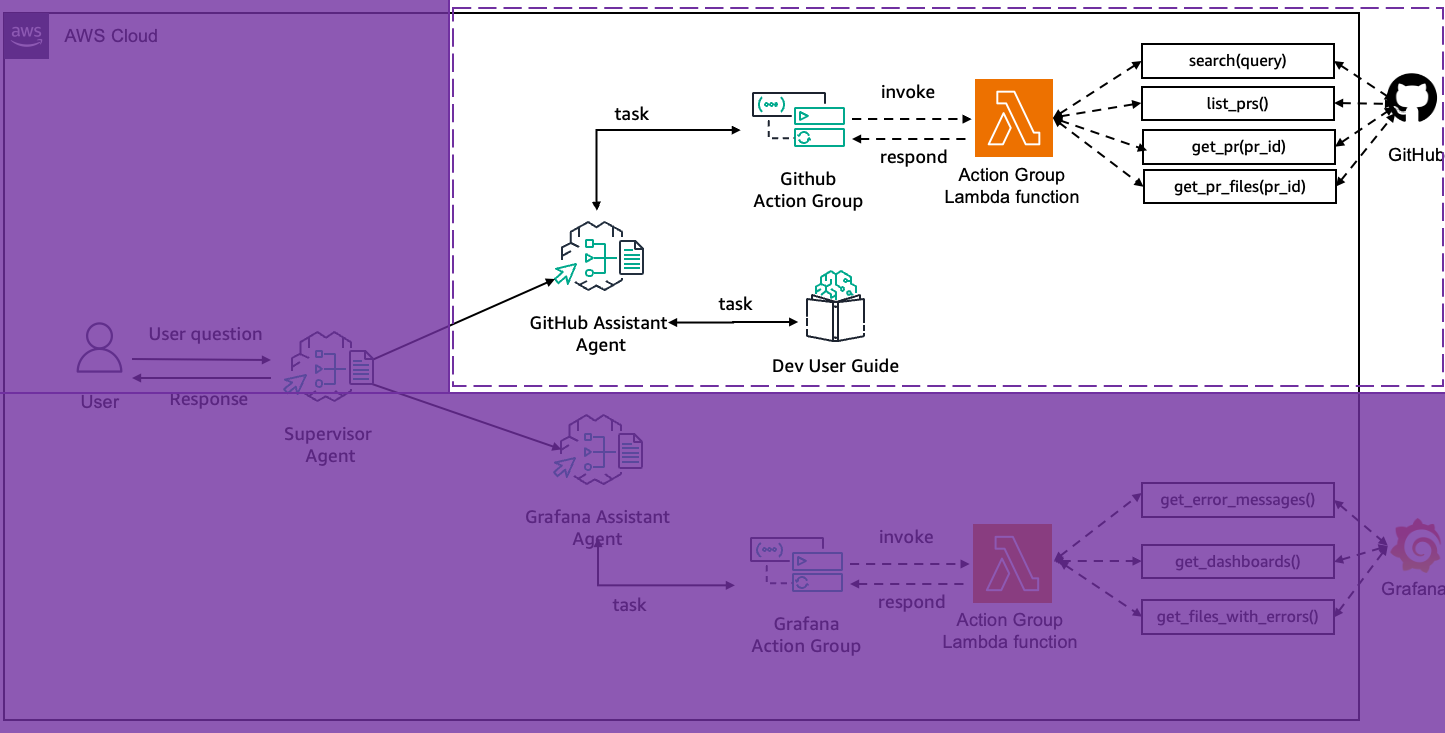 aws
AWS Cloud
search(query)
list_prs()
get_pr(pr_id)
get_pr_files(pr_id)
GitHub
invoke
respond
task
Github
Action Group
Action Group
Lambda function
GitHub Assistant
Agent
task
Dev User Guide
User question
Response
User
Supervisor
Agent
Grafana Assistant
Agent
task
Grafana
Action Group
invoke
respond
Action Group
Lambda function
get_error_messages()
get_dashboards()
get_files_with_errors()
Grafana